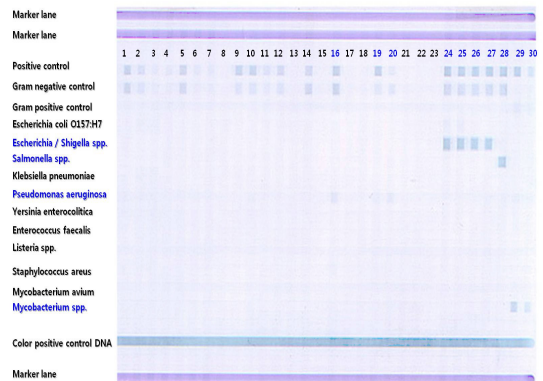 Marker lane
Marker lane
1 2 3 4 5 6 7 8 9 10 11 12 13 14 15 16 17 18 19 20 21 22 23 24 25 26 27 28 29 30
Positive control
Gram negative control
Gram positive control
Escherichia coli O157:H7
Escherichia / Shigella spp.
Salmonella spp.
Klebsiella pneumoniae
Pseudomonas aeruginosa
Yersinia enterocolitica
Enterococcus faecalis
Listeria spp.
Staphylococcus areus
Mycobacterium avium
Mycobacterium spp.
Color positive control DNA
Marker lane